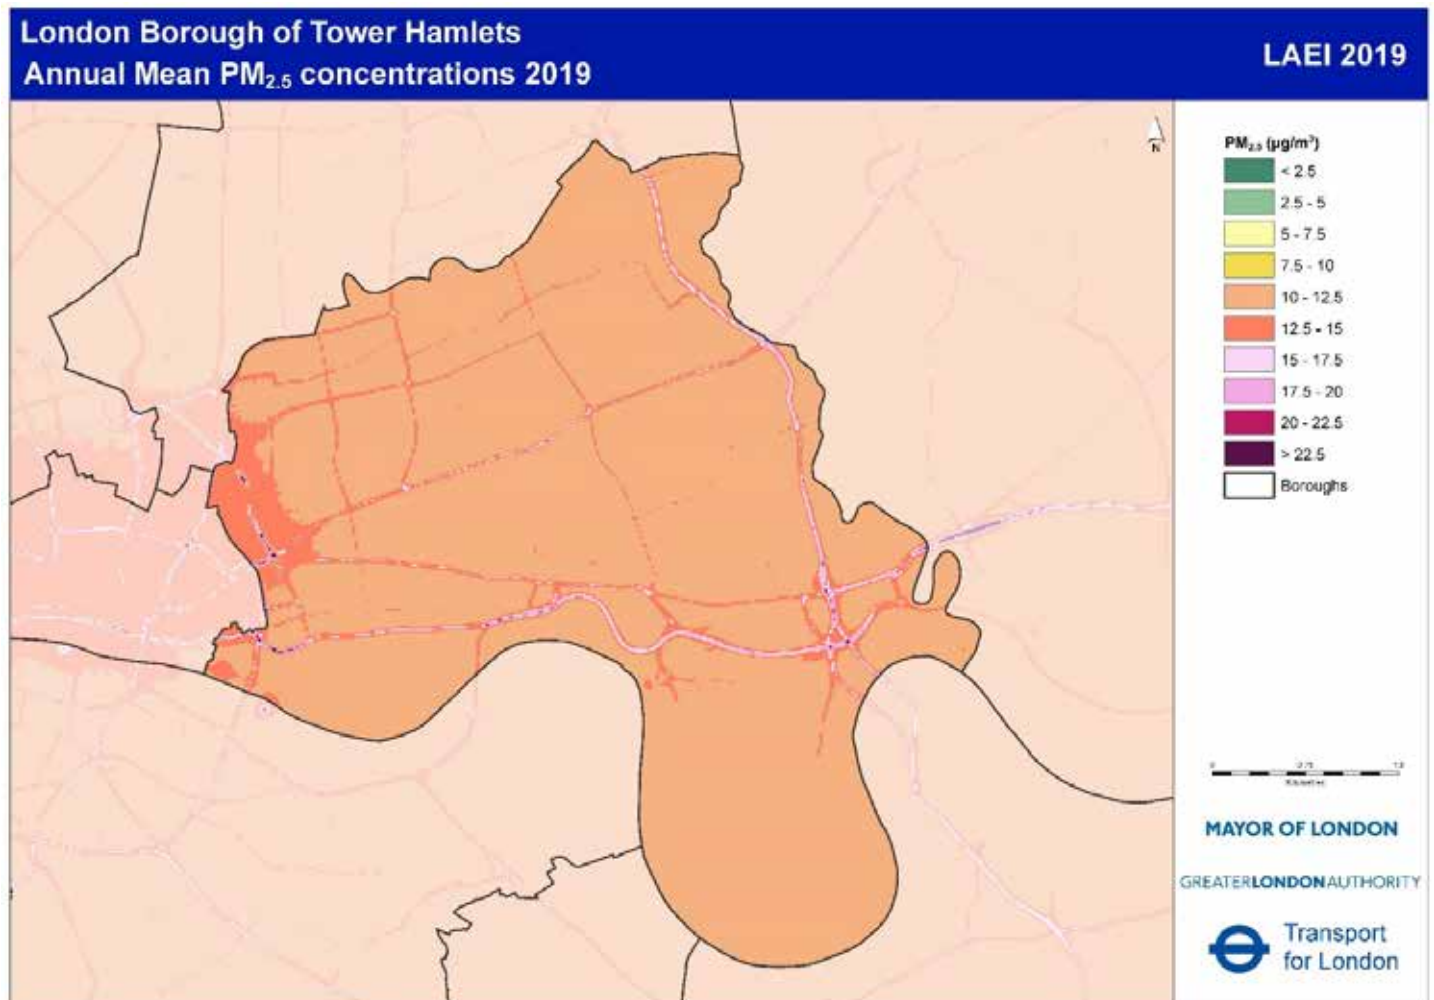 London Borough of Tower Hamlets
Annual Mean PM₂.₅ concentrations 2019
LAEI 2019
N
PM₂.₅ (µg/m³)
< 2.5
2.5 - 5
5 - 7.5
7.5 - 10
10 - 12.5
12.5 - 15
15 - 17.5
17.5 - 20
20 - 22.5
> 22.5
Boroughs
0
Kilometres
MAYOR OF LONDON
GREATERLONDONAUTHORITY
Transport
for London